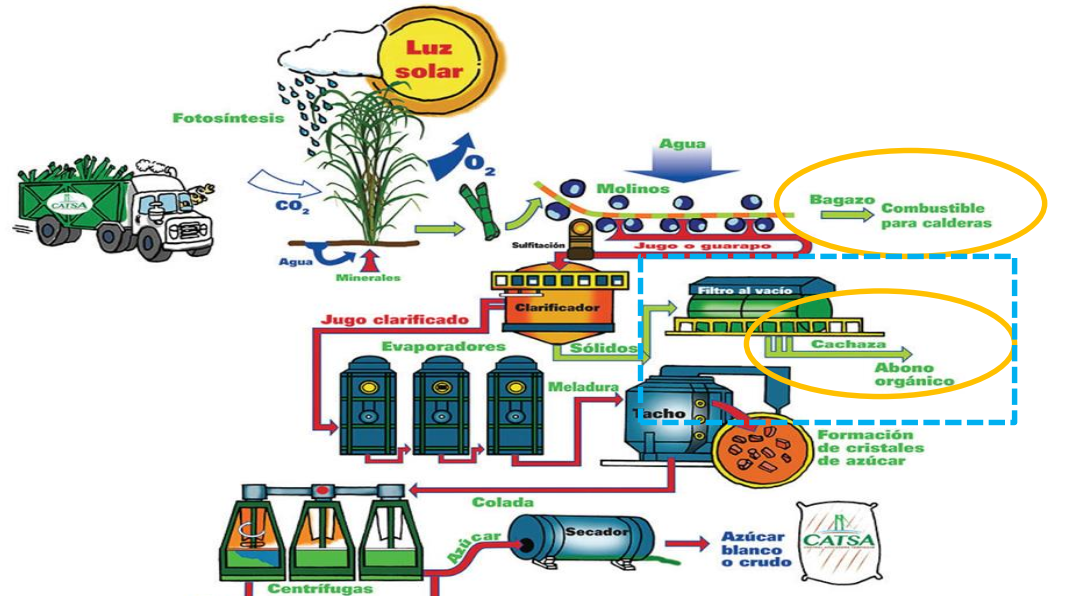 Luz
solar
Fotosíntesis
CATSA
CO₂
O₂
Agua
Minerales
Agua
Molinos
Bagazo
Combustible
para calderas
Sulfitación
Jugo o guarapo
Filtro al vacío
Clarificador
Jugo clarificado
Sólidos
Cachaza
Abono
orgánico
Evaporadores
Meladura
Tacho
Formación
de cristales
de azúcar
Colada
Azúcar
Secador
Azúcar
blanco
o crudo
CATSA
Centrífugas